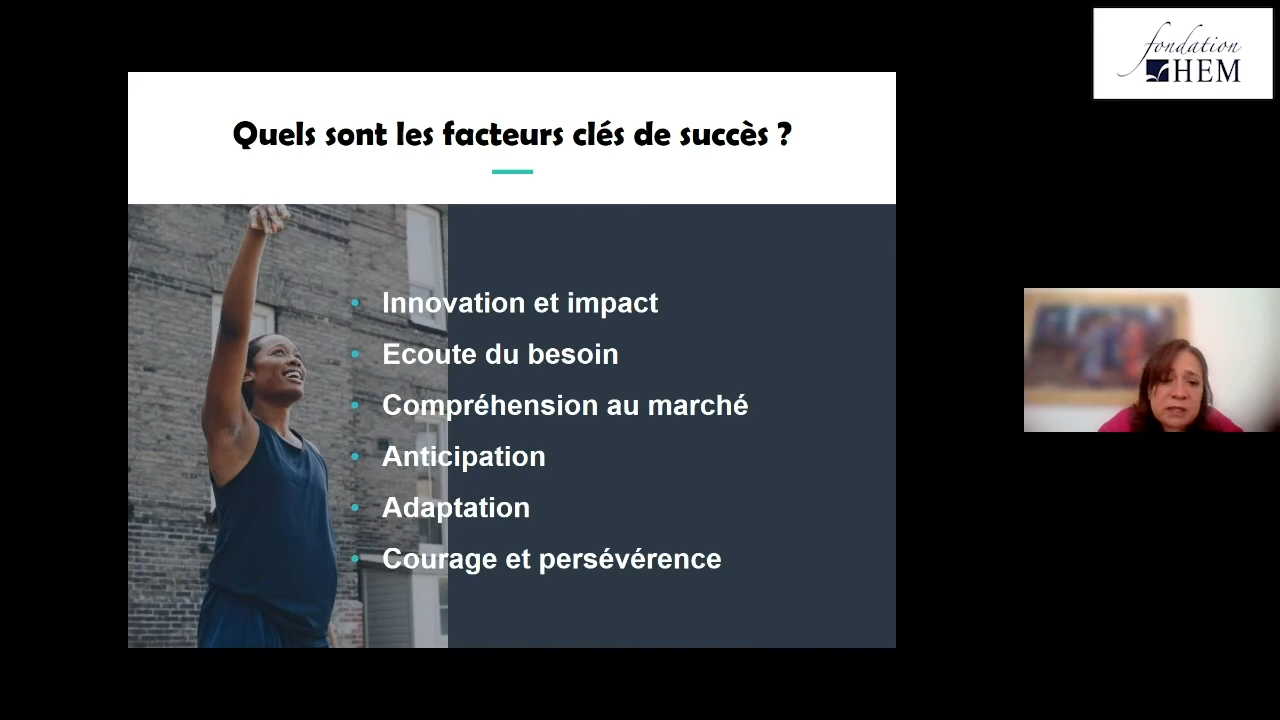 fondation
HEM
Quels sont les facteurs clés de succès ?
• Innovation et impact
• Ecoute du besoin
• Compréhension au marché
• Anticipation
• Adaptation
• Courage et persévérence